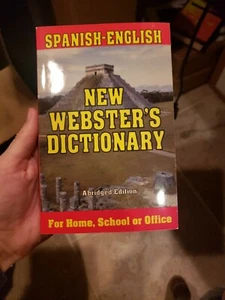 SPANISH-ENGLISH
NEW
WEBSTER'S
DICTIONARY
Abridged Edition
For Home, School or Office